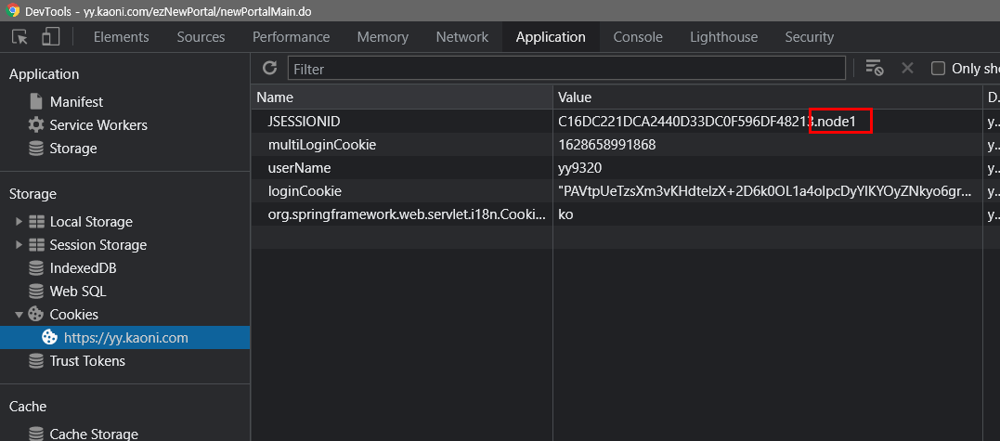 DevTools - yy.kaoni.com/ezNewPortal/newPortalMain.do
Elements Sources Performance Memory Network Application Console Lighthouse Security
Application
Manifest
Service Workers
Storage
Storage
Local Storage
Session Storage
IndexedDB
Web SQL
Cookies
https://yy.kaoni.com
Trust Tokens
Cache
Cache Storage
Filter Only sho
Name Value D..
JSESSIONID C16DC221DCA2440D33DC0F596DF48213.node1 y..
multiLoginCookie 1628658991868 y..
userName yy9320 y..
loginCookie "PAVtpUeTzsXm3vKHdtelzX+2D6k0OL1a4olpcDyYlKYOyZNkyo6gr... y..
org.springframework.web.servlet.i18n.Cooki... ko y..